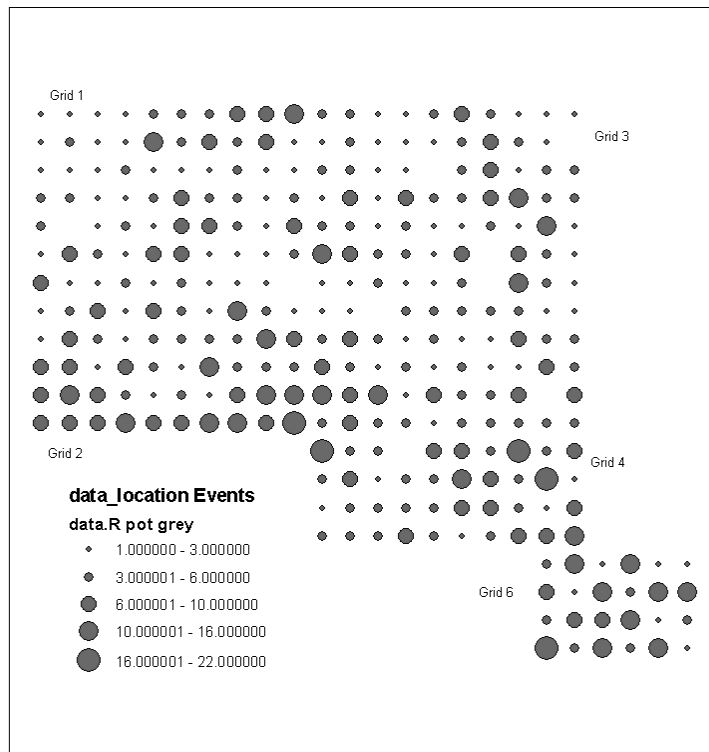 Grid 1
Grid 3
Grid 2
Grid 4
data_location Events
data.R pot grey
1.000000 - 3.000000
3.000001 - 6.000000
6.000001 - 10.000000
10.000001 - 16.000000
16.000001 - 22.000000
Grid 6